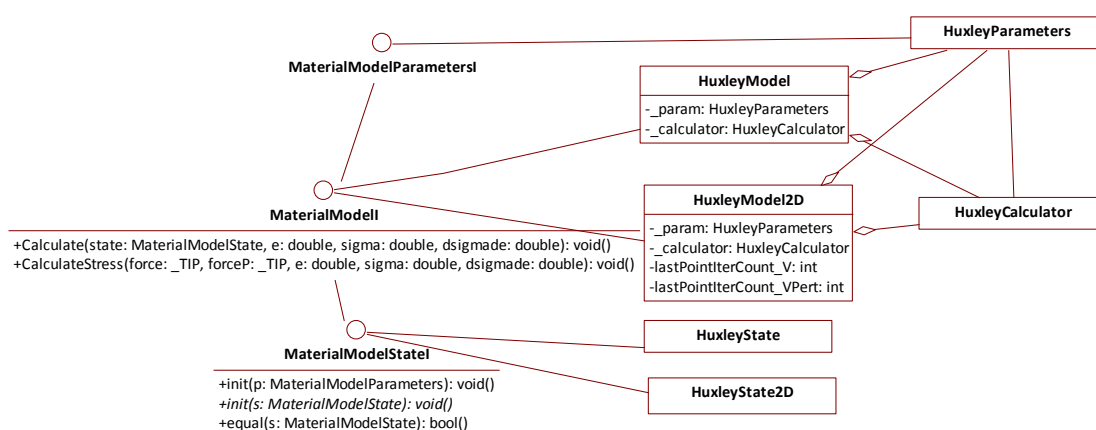 HuxleyParameters
MaterialModelParametersI
HuxleyModel
-_param: HuxleyParameters
-_calculator: HuxleyCalculator
MaterialModelI
+Calculate(state: MaterialModelState, e: double, sigma: double, dsigmade: double): void()
+CalculateStress(force: _TIP, forceP: _TIP, e: double, sigma: double, dsigmade: double): void()
HuxleyModel2D
-_param: HuxleyParameters
-_calculator: HuxleyCalculator
-lastPointIterCount_V: int
-lastPointIterCount_VPert: int
HuxleyCalculator
MaterialModelStateI
+init(p: MaterialModelParameters): void()
+init(s: MaterialModelState): void()
+equal(s: MaterialModelState): bool()
HuxleyState
HuxleyState2D